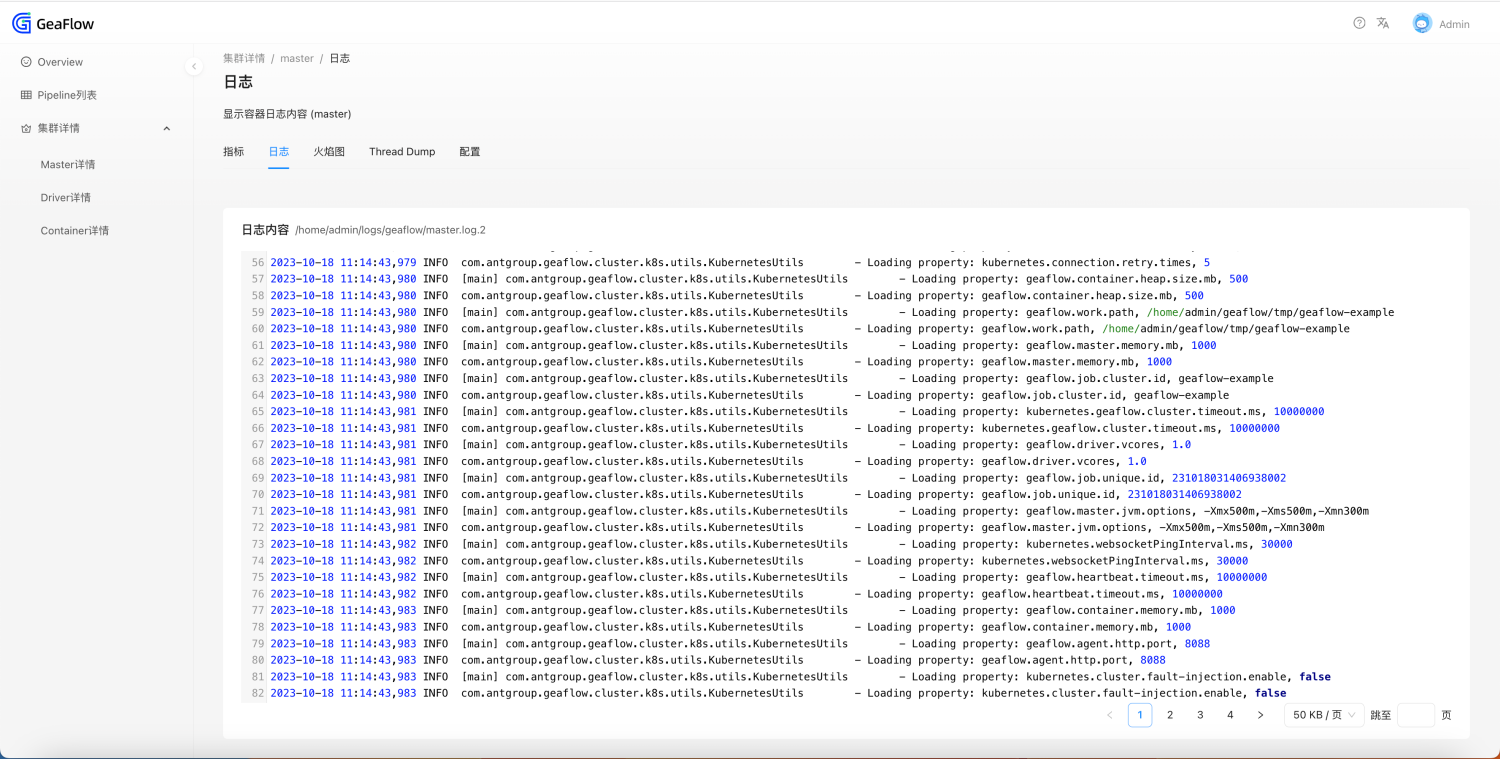 GeaFlow
Admin
Overview
Pipeline列表
集群详情
Master详情
Driver详情
Container详情
集群详情 / master / 日志
日志
显示容器日志内容 (master)
指标 日志 火焰图 Thread Dump 配置
日志内容 /home/admin/logs/geaflow/master.log.2
56 2023-10-18 11:14:43,979 INFO com.antgroup.geaflow.cluster.k8s.utils.KubernetesUtils - Loading property: kubernetes.connection.retry.times, 5
57 2023-10-18 11:14:43,980 INFO [main] com.antgroup.geaflow.cluster.k8s.utils.KubernetesUtils - Loading property: geaflow.container.heap.size.mb, 500
58 2023-10-18 11:14:43,980 INFO com.antgroup.geaflow.cluster.k8s.utils.KubernetesUtils - Loading property: geaflow.container.heap.size.mb, 500
59 2023-10-18 11:14:43,980 INFO [main] com.antgroup.geaflow.cluster.k8s.utils.KubernetesUtils - Loading property: geaflow.work.path, /home/admin/geaflow/tmp/geaflow-example
60 2023-10-18 11:14:43,980 INFO com.antgroup.geaflow.cluster.k8s.utils.KubernetesUtils - Loading property: geaflow.work.path, /home/admin/geaflow/tmp/geaflow-example
61 2023-10-18 11:14:43,980 INFO [main] com.antgroup.geaflow.cluster.k8s.utils.KubernetesUtils - Loading property: geaflow.master.memory.mb, 1000
62 2023-10-18 11:14:43,980 INFO com.antgroup.geaflow.cluster.k8s.utils.KubernetesUtils - Loading property: geaflow.master.memory.mb, 1000
63 2023-10-18 11:14:43,980 INFO [main] com.antgroup.geaflow.cluster.k8s.utils.KubernetesUtils - Loading property: geaflow.job.cluster.id, geaflow-example
64 2023-10-18 11:14:43,980 INFO com.antgroup.geaflow.cluster.k8s.utils.KubernetesUtils - Loading property: geaflow.job.cluster.id, geaflow-example
65 2023-10-18 11:14:43,981 INFO [main] com.antgroup.geaflow.cluster.k8s.utils.KubernetesUtils - Loading property: kubernetes.geaflow.cluster.timeout.ms, 10000000
66 2023-10-18 11:14:43,981 INFO com.antgroup.geaflow.cluster.k8s.utils.KubernetesUtils - Loading property: kubernetes.geaflow.cluster.timeout.ms, 10000000
67 2023-10-18 11:14:43,981 INFO [main] com.antgroup.geaflow.cluster.k8s.utils.KubernetesUtils - Loading property: geaflow.driver.vcores, 1.0
68 2023-10-18 11:14:43,981 INFO com.antgroup.geaflow.cluster.k8s.utils.KubernetesUtils - Loading property: geaflow.driver.vcores, 1.0
69 2023-10-18 11:14:43,981 INFO [main] com.antgroup.geaflow.cluster.k8s.utils.KubernetesUtils - Loading property: geaflow.job.unique.id, 231018031406938002
70 2023-10-18 11:14:43,981 INFO com.antgroup.geaflow.cluster.k8s.utils.KubernetesUtils - Loading property: geaflow.job.unique.id, 231018031406938002
71 2023-10-18 11:14:43,981 INFO [main] com.antgroup.geaflow.cluster.k8s.utils.KubernetesUtils - Loading property: geaflow.master.jvm.options, -Xmx500m,-Xms500m,-Xmn300m
72 2023-10-18 11:14:43,981 INFO com.antgroup.geaflow.cluster.k8s.utils.KubernetesUtils - Loading property: geaflow.master.jvm.options, -Xmx500m,-Xms500m,-Xmn300m
73 2023-10-18 11:14:43,982 INFO [main] com.antgroup.geaflow.cluster.k8s.utils.KubernetesUtils - Loading property: kubernetes.websocketPingInterval.ms, 30000
74 2023-10-18 11:14:43,982 INFO com.antgroup.geaflow.cluster.k8s.utils.KubernetesUtils - Loading property: kubernetes.websocketPingInterval.ms, 30000
75 2023-10-18 11:14:43,982 INFO [main] com.antgroup.geaflow.cluster.k8s.utils.KubernetesUtils - Loading property: geaflow.heartbeat.timeout.ms, 10000000
76 2023-10-18 11:14:43,982 INFO com.antgroup.geaflow.cluster.k8s.utils.KubernetesUtils - Loading property: geaflow.heartbeat.timeout.ms, 10000000
77 2023-10-18 11:14:43,983 INFO [main] com.antgroup.geaflow.cluster.k8s.utils.KubernetesUtils - Loading property: geaflow.container.memory.mb, 1000
78 2023-10-18 11:14:43,983 INFO com.antgroup.geaflow.cluster.k8s.utils.KubernetesUtils - Loading property: geaflow.container.memory.mb, 1000
79 2023-10-18 11:14:43,983 INFO [main] com.antgroup.geaflow.cluster.k8s.utils.KubernetesUtils - Loading property: geaflow.agent.http.port, 8088
80 2023-10-18 11:14:43,983 INFO com.antgroup.geaflow.cluster.k8s.utils.KubernetesUtils - Loading property: geaflow.agent.http.port, 8088
81 2023-10-18 11:14:43,983 INFO [main] com.antgroup.geaflow.cluster.k8s.utils.KubernetesUtils - Loading property: kubernetes.cluster.fault-injection.enable, false
82 2023-10-18 11:14:43,983 INFO com.antgroup.geaflow.cluster.k8s.utils.KubernetesUtils - Loading property: kubernetes.cluster.fault-injection.enable, false
< 1 2 3 4 > 50 KB / 页 跳至 页